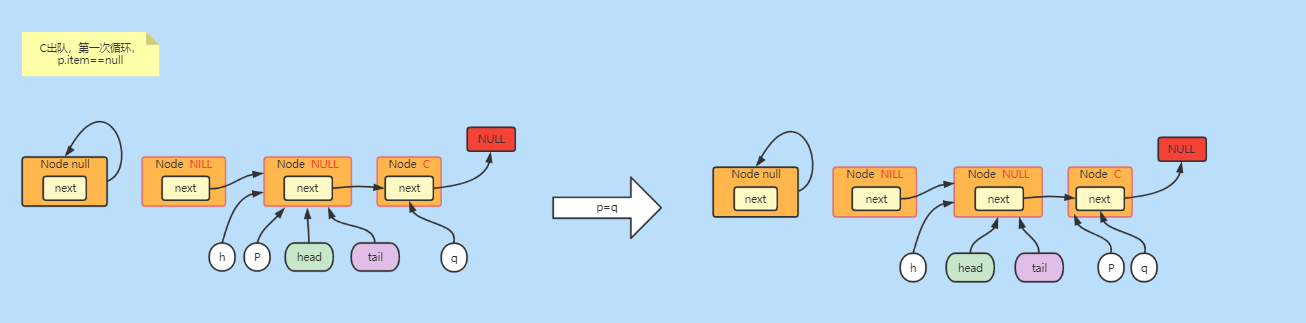 C出队，第一次循环，
p.item==null
NULL
Node null
next
Node NILL
next
Node NULL
next
Node C
next
h
P
head
tail
q
p=q
NULL
Node null
next
Node NILL
next
Node NULL
next
Node C
next
h
head
tail
P
q